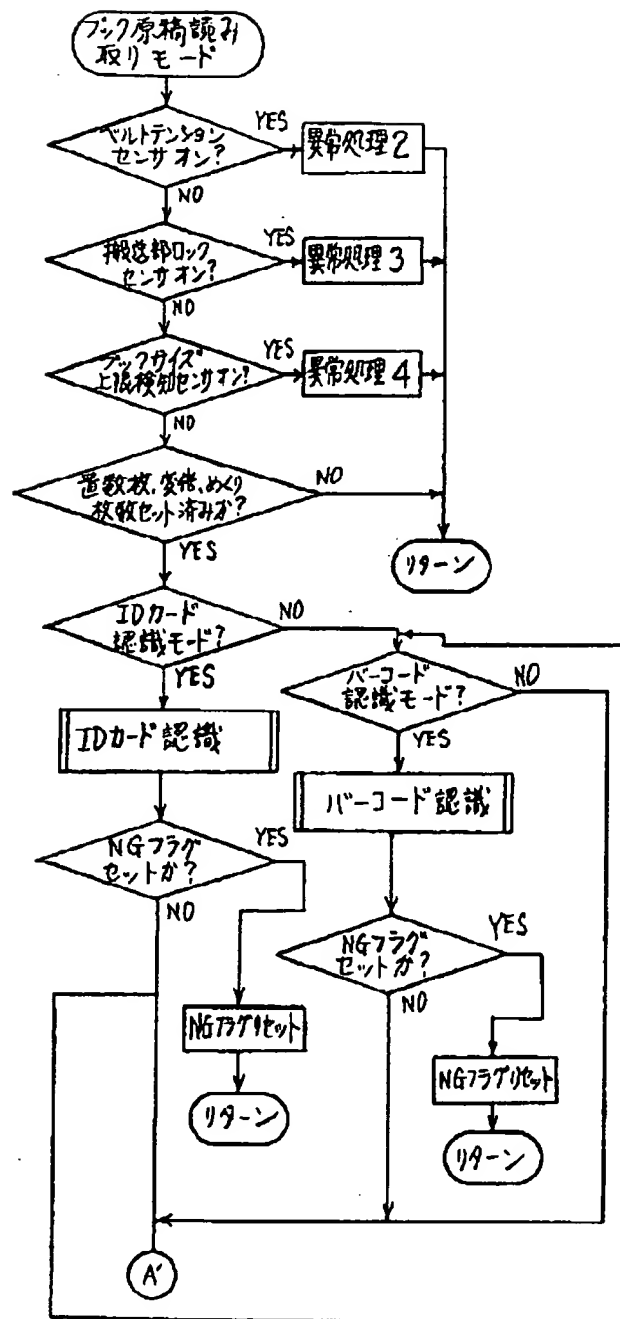 ブック原稿読み
取りモード
ベルトテンション
センサオン?
YES
異常処理2
NO
搬送部ロック
センサオン?
YES
異常処理3
NO
ブックサイズ
上限検知センサオン?
YES
異常処理4
NO
置数枚,変倍,めくり
枚数セット済みか?
NO
YES
リターン
IDカード
認識モード?
NO
YES
バーコード
認識モード?
NO
YES
IDカード認識
バーコード認識
NGフラグ
セットか?
YES
NO
NGフラグ
セットか?
YES
NO
NGフラグリセット
リターン
NGフラグリセット
リターン
A'